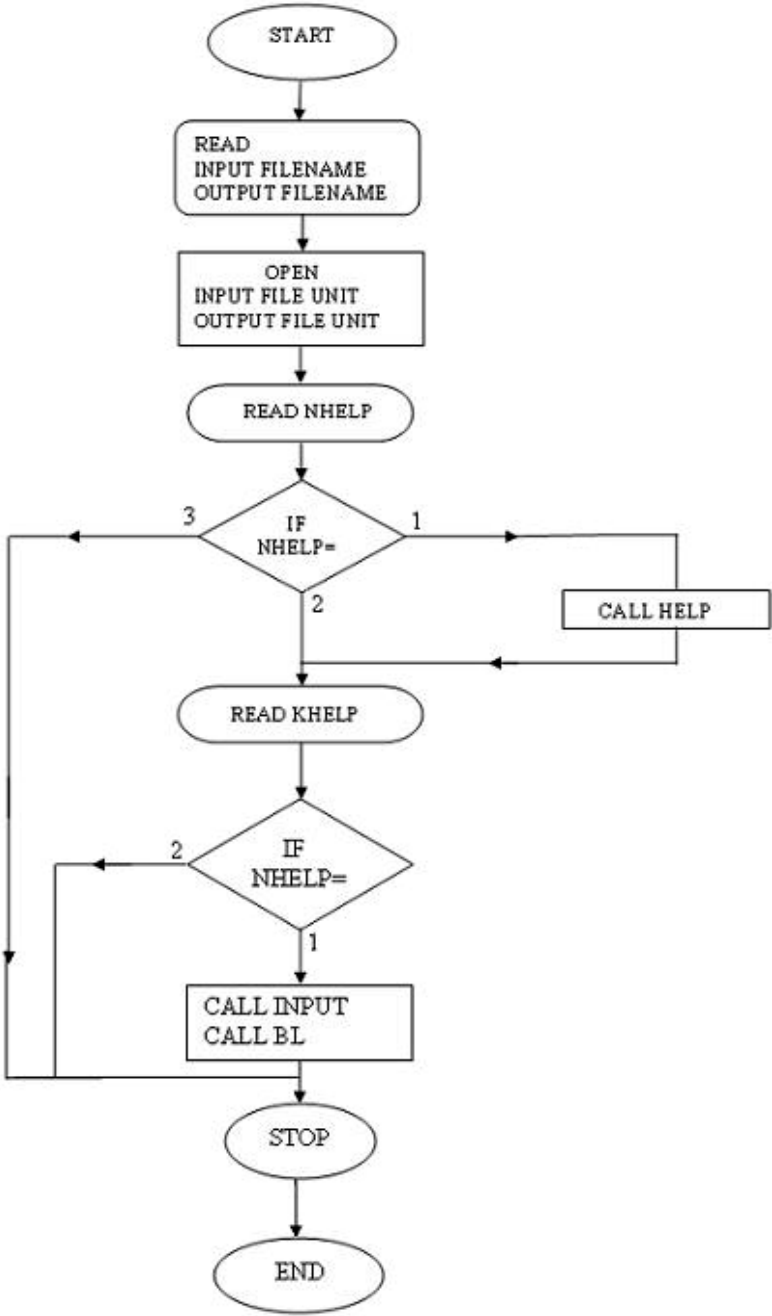 START
READ
INPUT FILENAME
OUTPUT FILENAME
OPEN
INPUT FILE UNIT
OUTPUT FILE UNIT
READ NHELP
3
IF
NHELP=
1
2
CALL HELP
READ KHELP
2
IF
NHELP=
1
CALL INPUT
CALL BL
STOP
END